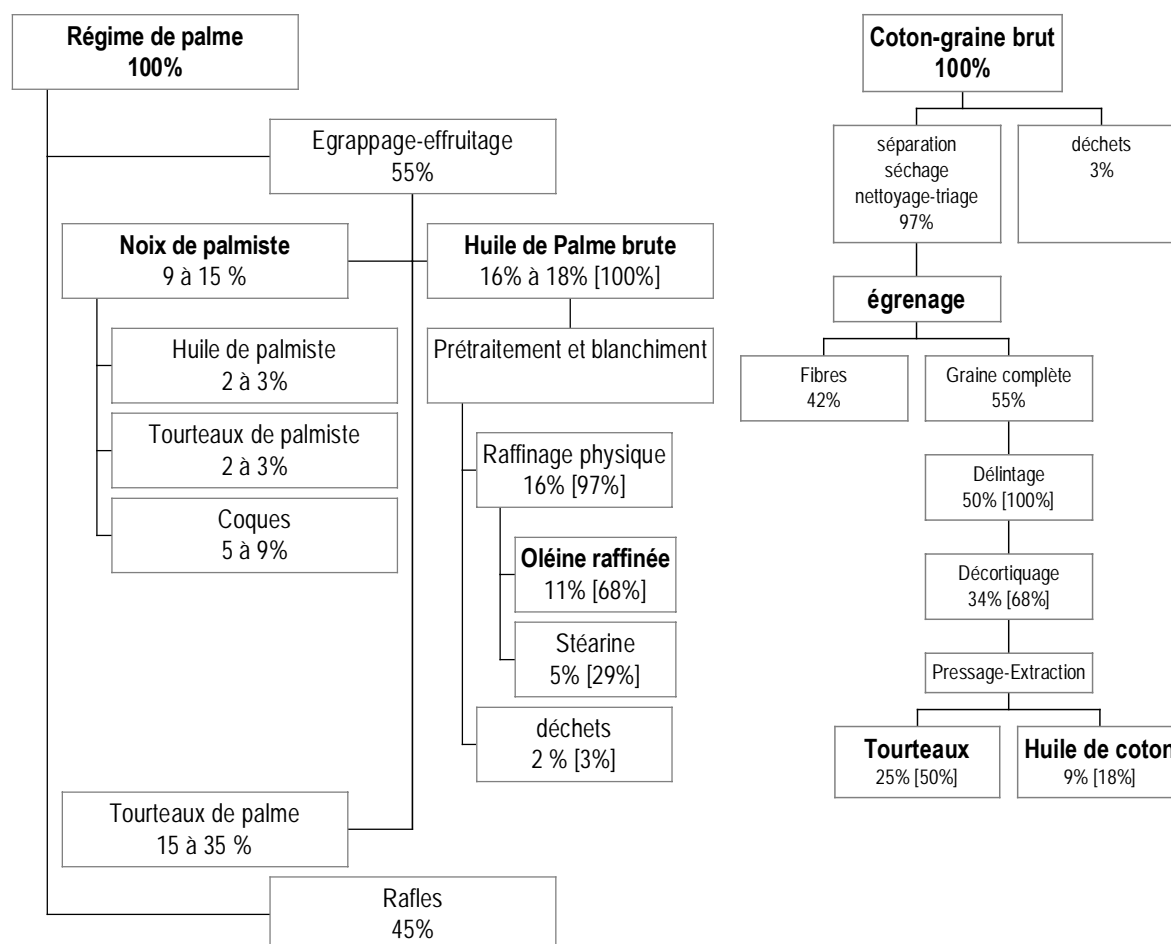 Régime de palme
100%
Egrappage-effruitage
55%
Noix de palmiste
9 à 15 %
Huile de palmiste
2 à 3%
Tourteaux de palmiste
2 à 3%
Coques
5 à 9%
Huile de Palme brute
16% à 18% [100%]
Prétraitement et blanchiment
Raffinage physique
16% [97%]
Oléine raffinée
11% [68%]
Stéarine
5% [29%]
déchets
2 % [3%]
Tourteaux de palme
15 à 35 %
Rafles
45%
Coton-graine brut
100%
séparation
séchage
nettoyage-triage
97%
déchets
3%
égrenage
Fibres
42%
Graine complète
55%
Délintage
50% [100%]
Décortiquage
34% [68%]
Pressage-Extraction
Tourteaux
25% [50%]
Huile de coton
9% [18%]